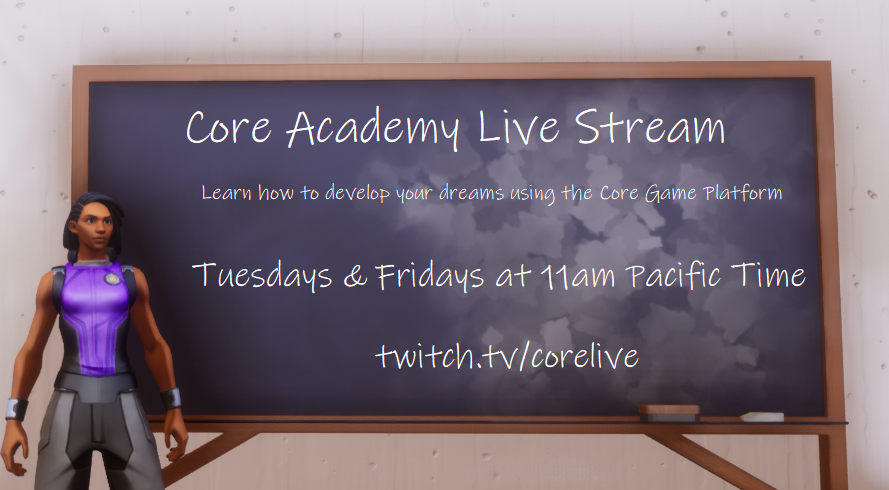 Core Academy Live Stream
Learn how to develop your dreams using the Core Game Platform
Tuesdays & Fridays at 11am Pacific Time
twitch.tv/corelive